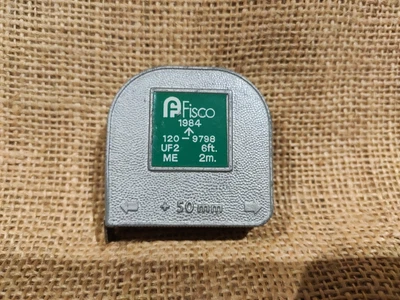 Fisco
1984
120-9798
UF2 6ft.
ME 2m.
+ 50 mm